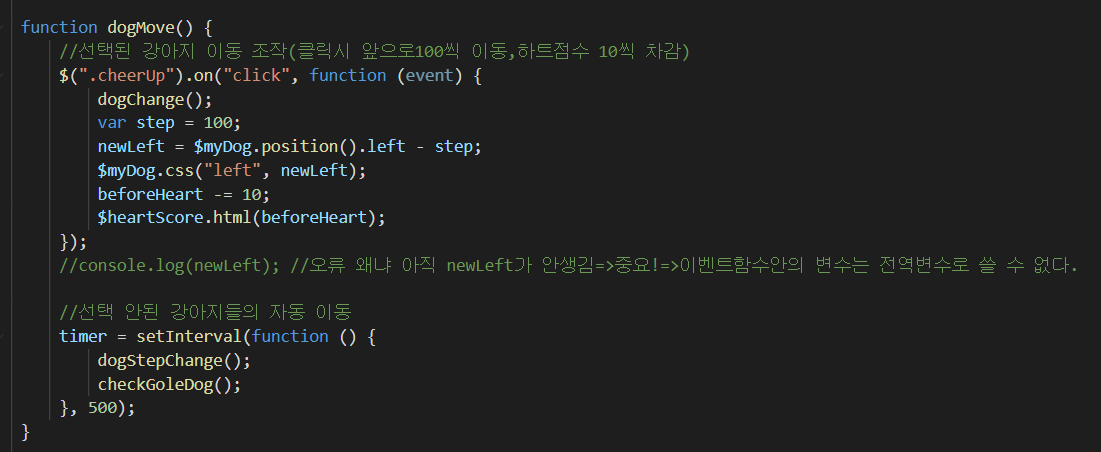 function dogMove() {
//선택된 강아지 이동 조작(클릭시 앞으로100씩 이동,하트점수 10씩 차감)
$(".cheerUp").on("click", function (event) {
dogChange();
var step = 100;
newLeft = $myDog.position().left - step;
$myDog.css("left", newLeft);
beforeHeart -= 10;
$heartScore.html(beforeHeart);
});
//console.log(newLeft); //오류 왜냐 아직 newLeft가 안생김=>중요!=>이벤트함수안의 변수는 전역변수로 쓸 수 없다.
//선택 안된 강아지들의 자동 이동
timer = setInterval(function () {
dogStepChange();
checkGoleDog();
}, 500);
}